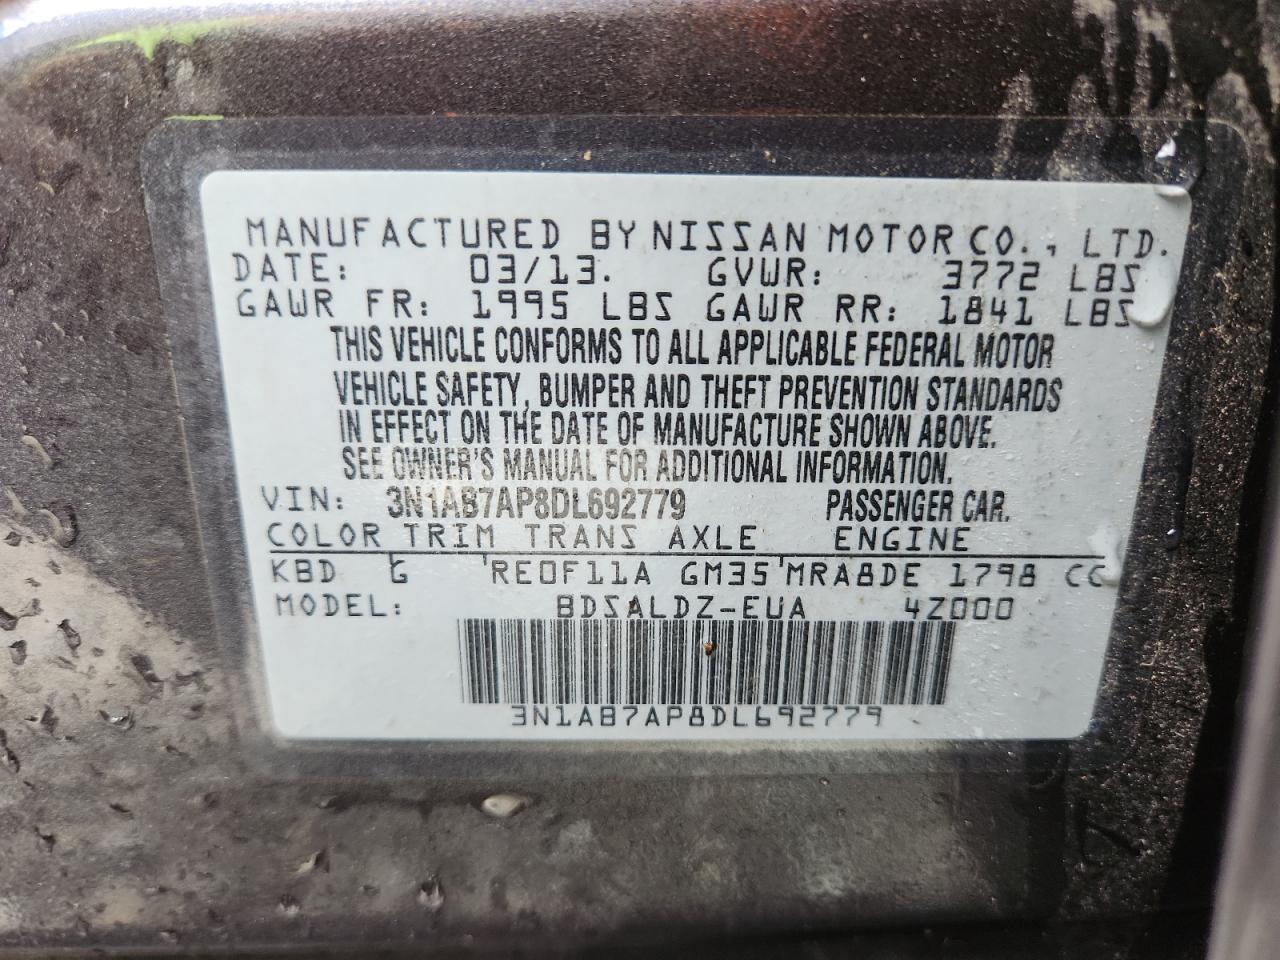 MANUFACTURED BY NISSAN MOTOR CO., LTD.
DATE: 03/13. GVWR: 3772 LBS
GAWR FR: 1995 LBS GAWR RR: 1841 LBS
THIS VEHICLE CONFORMS TO ALL APPLICABLE FEDERAL MOTOR
VEHICLE SAFETY, BUMPER AND THEFT PREVENTION STANDARDS
IN EFFECT ON THE DATE OF MANUFACTURE SHOWN ABOVE.
SEE OWNER'S MANUAL FOR ADDITIONAL INFORMATION.
VIN: 3N1AB7AP8DL692779 PASSENGER CAR.
COLOR TRIM TRANS AXLE ENGINE
KBD G 'RE0F11A GM35'MRA8DE 1798 CC
MODEL: BDSALDZ-EUA 4Z000
3N1AB7AP8DL692779